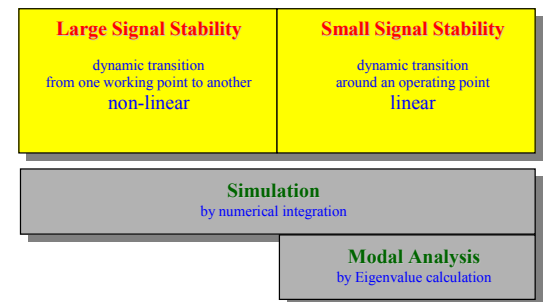 Large Signal Stability
dynamic transition
from one working point to another
non-linear
Small Signal Stability
dynamic transition
around an operating point
linear
Simulation
by numerical integration
Modal Analysis
by Eigenvalue calculation